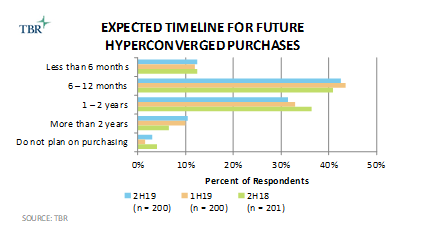 TBR
EXPECTED TIMELINE FOR FUTURE
HYPERCONVERGED PURCHASES
Less than 6 months
6 – 12 months
1 – 2 years
More than 2 years
Do not plan on purchasing
0% 10% 20% 30% 40% 50%
Percent of Respondents
2H19 1H19 2H18
(n = 200) (n = 200) (n = 201)
SOURCE: TBR